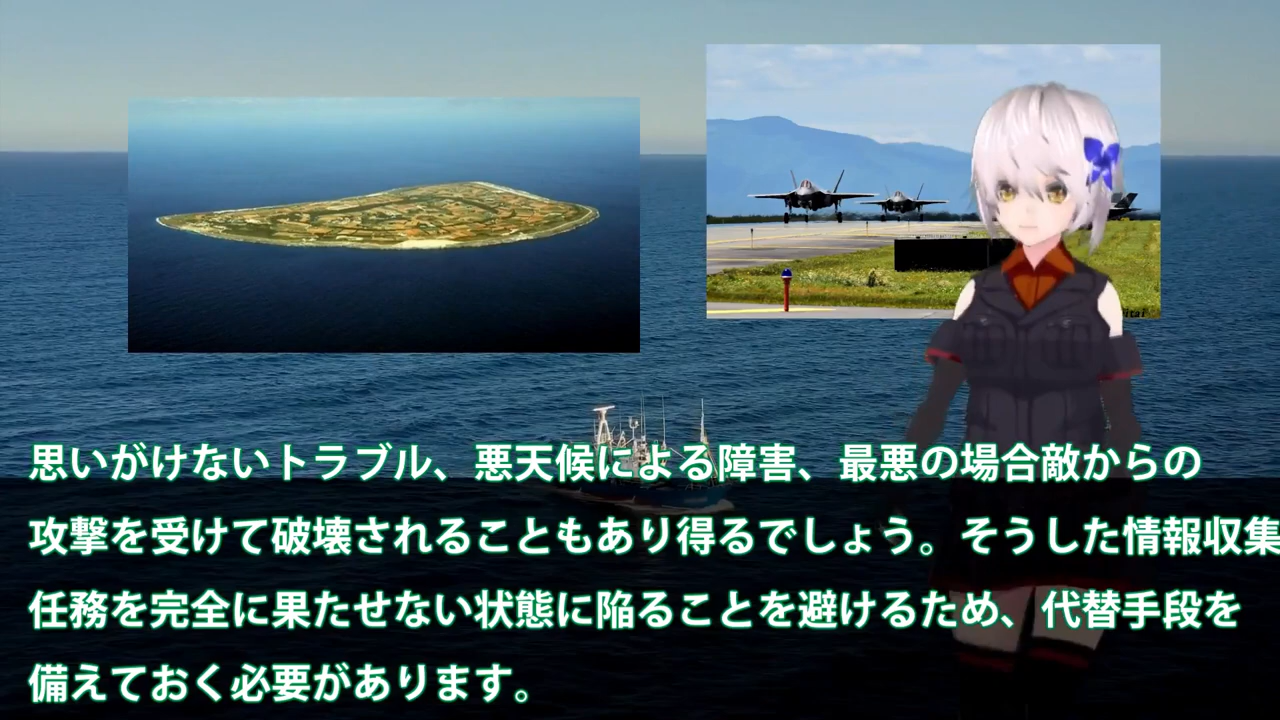 思いがけないトラブル、悪天候による障害、最悪の場合敵からの
攻撃を受けて破壊されることもあり得るでしょう。そうした情報収集
任務を完全に果たせない状態に陥ることを避けるため、代替手段を
備えておく必要があります。